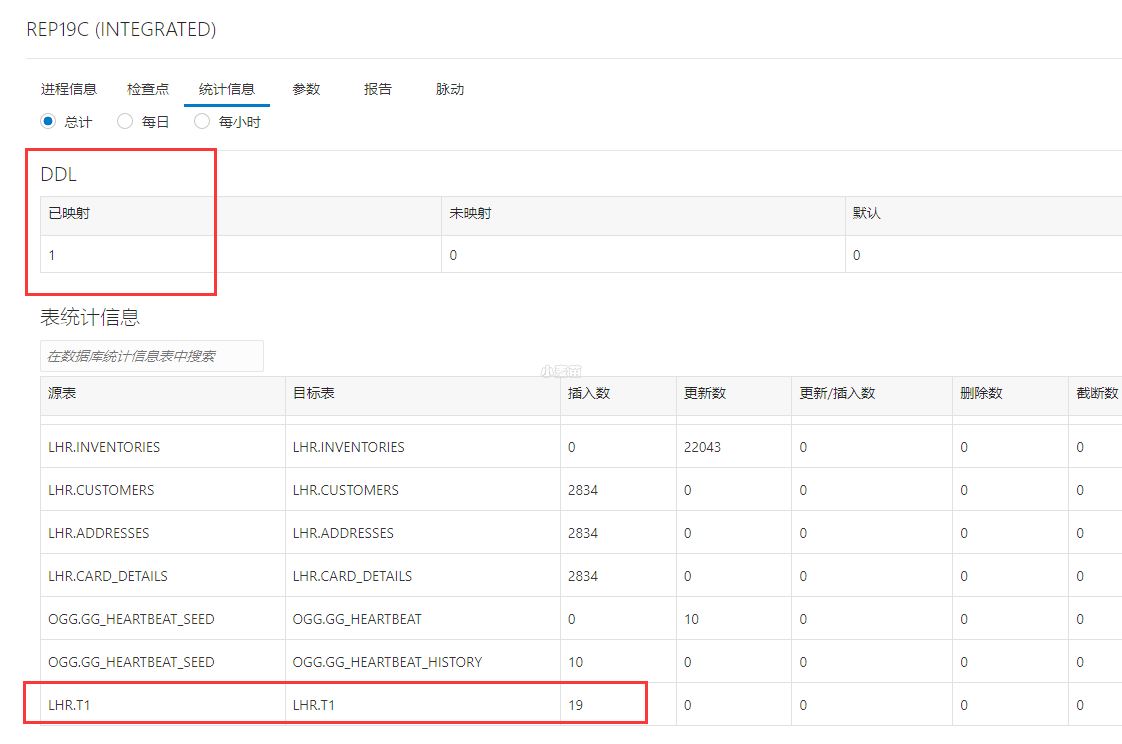 REP19C (INTEGRATED)
进程信息 检查点 统计信息 参数 报告 脉动
总计 每日 每小时
DDL
已映射 未映射 默认
1 0 0
表统计信息
在数据库统计信息表中搜索
源表 目标表 插入数 更新数 更新/插入数 删除数 截断数
LHR.INVENTORIES LHR.INVENTORIES 0 22043 0 0 0
LHR.CUSTOMERS LHR.CUSTOMERS 2834 0 0 0 0
LHR.ADDRESSES LHR.ADDRESSES 2834 0 0 0 0
LHR.CARD_DETAILS LHR.CARD_DETAILS 2834 0 0 0 0
OGG.GG_HEARTBEAT_SEED OGG.GG_HEARTBEAT 0 10 0 0 0
OGG.GG_HEARTBEAT_SEED OGG.GG_HEARTBEAT_HISTORY 10 0 0 0 0
LHR.T1 LHR.T1 19 0 0 0 0